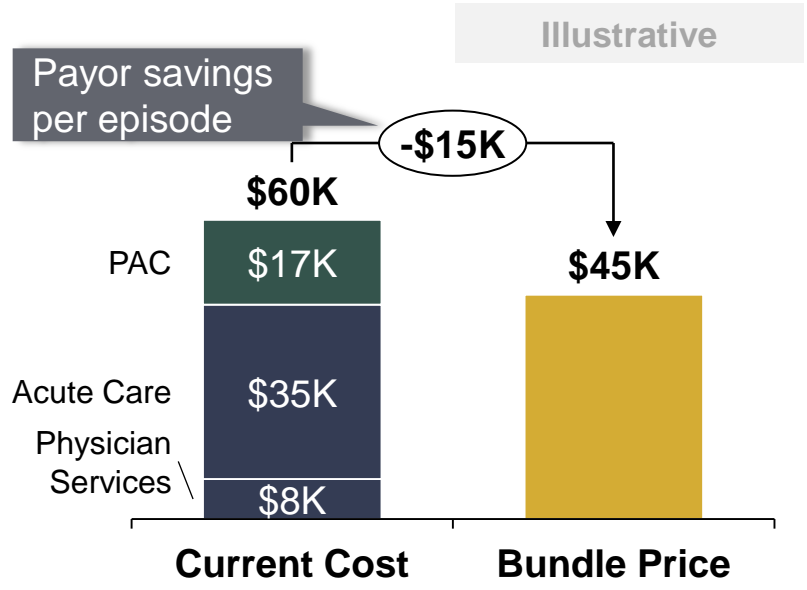 Illustrative
Payor savings
per episode
-$15K
$60K
PAC
$17K
$45K
Acute Care
$35K
Physician
Services
$8K
Current Cost
Bundle Price